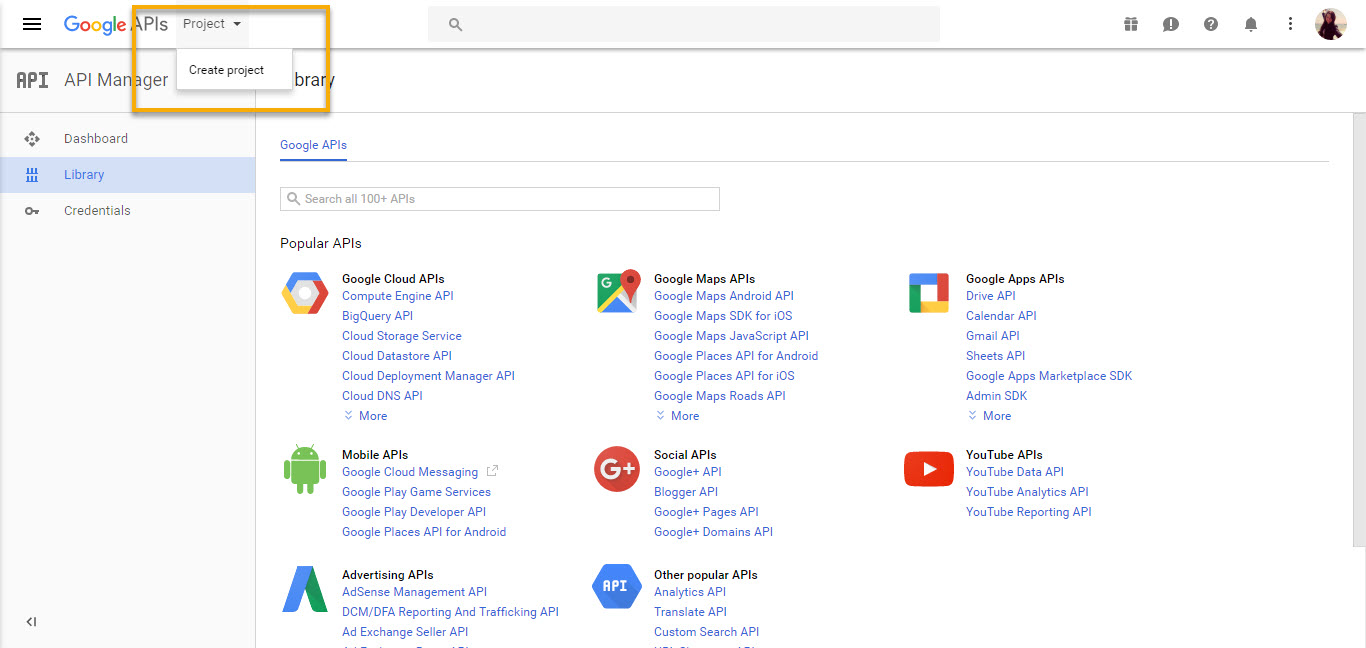 Google APIs Project
Create project
API API Manager brary
Dashboard
Library
Credentials
Google APIs
Search all 100+ APIs
Popular APIs
Google Cloud APIs
Compute Engine API
BigQuery API
Cloud Storage Service
Cloud Datastore API
Cloud Deployment Manager API
Cloud DNS API
More
G
Google Maps APIs
Google Maps Android API
Google Maps SDK for iOS
Google Maps JavaScript API
Google Places API for Android
Google Places API for iOS
Google Maps Roads API
More
Google Apps APIs
Drive API
Calendar API
Gmail API
Sheets API
Google Apps Marketplace SDK
Admin SDK
More
Mobile APIs
Google Cloud Messaging
Google Play Game Services
Google Play Developer API
Google Places API for Android
G+
Social APIs
Google+ API
Blogger API
Google+ Pages API
Google+ Domains API
YouTube APIs
YouTube Data API
YouTube Analytics API
YouTube Reporting API
Advertising APIs
AdSense Management API
DCM/DFA Reporting And Trafficking API
Ad Exchange Seller API
API
Other popular APIs
Analytics API
Translate API
Custom Search API